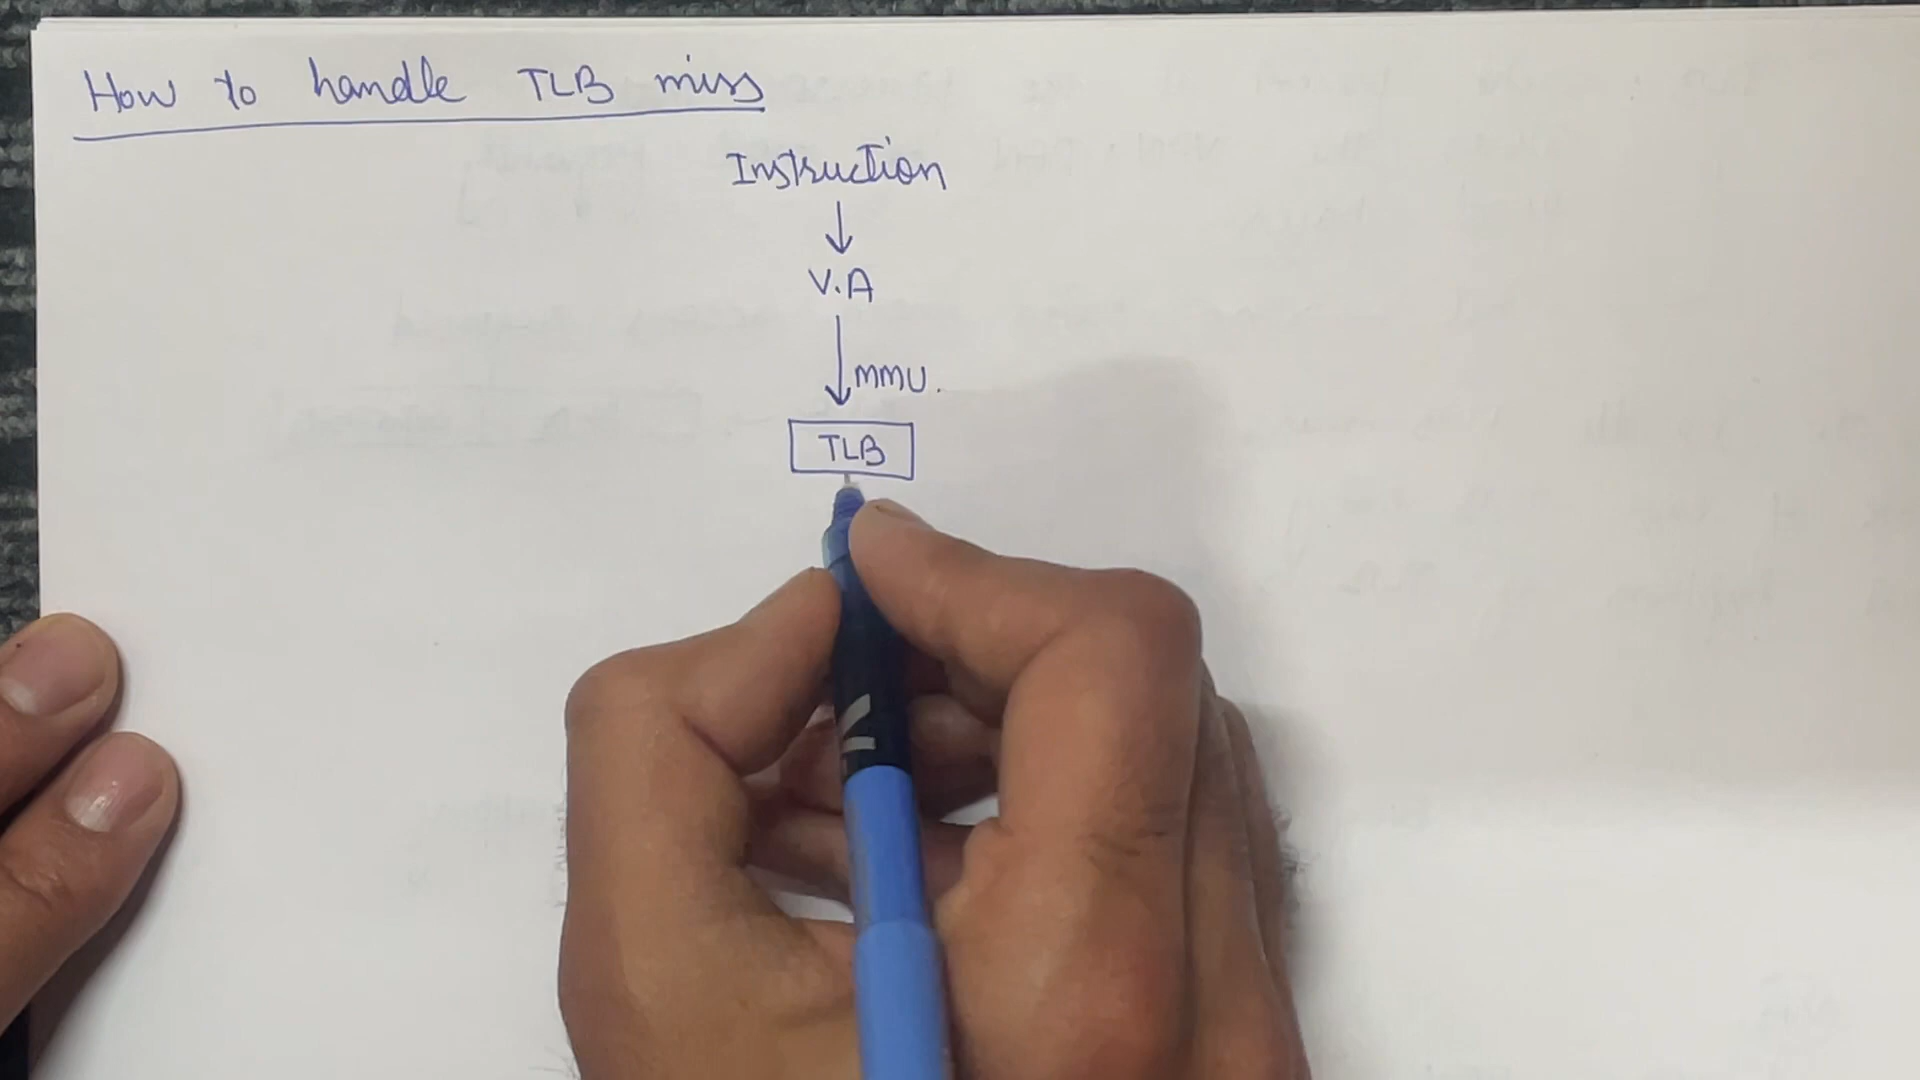 How to handle TLB miss
Instruction
V.A
MMU.
TLB